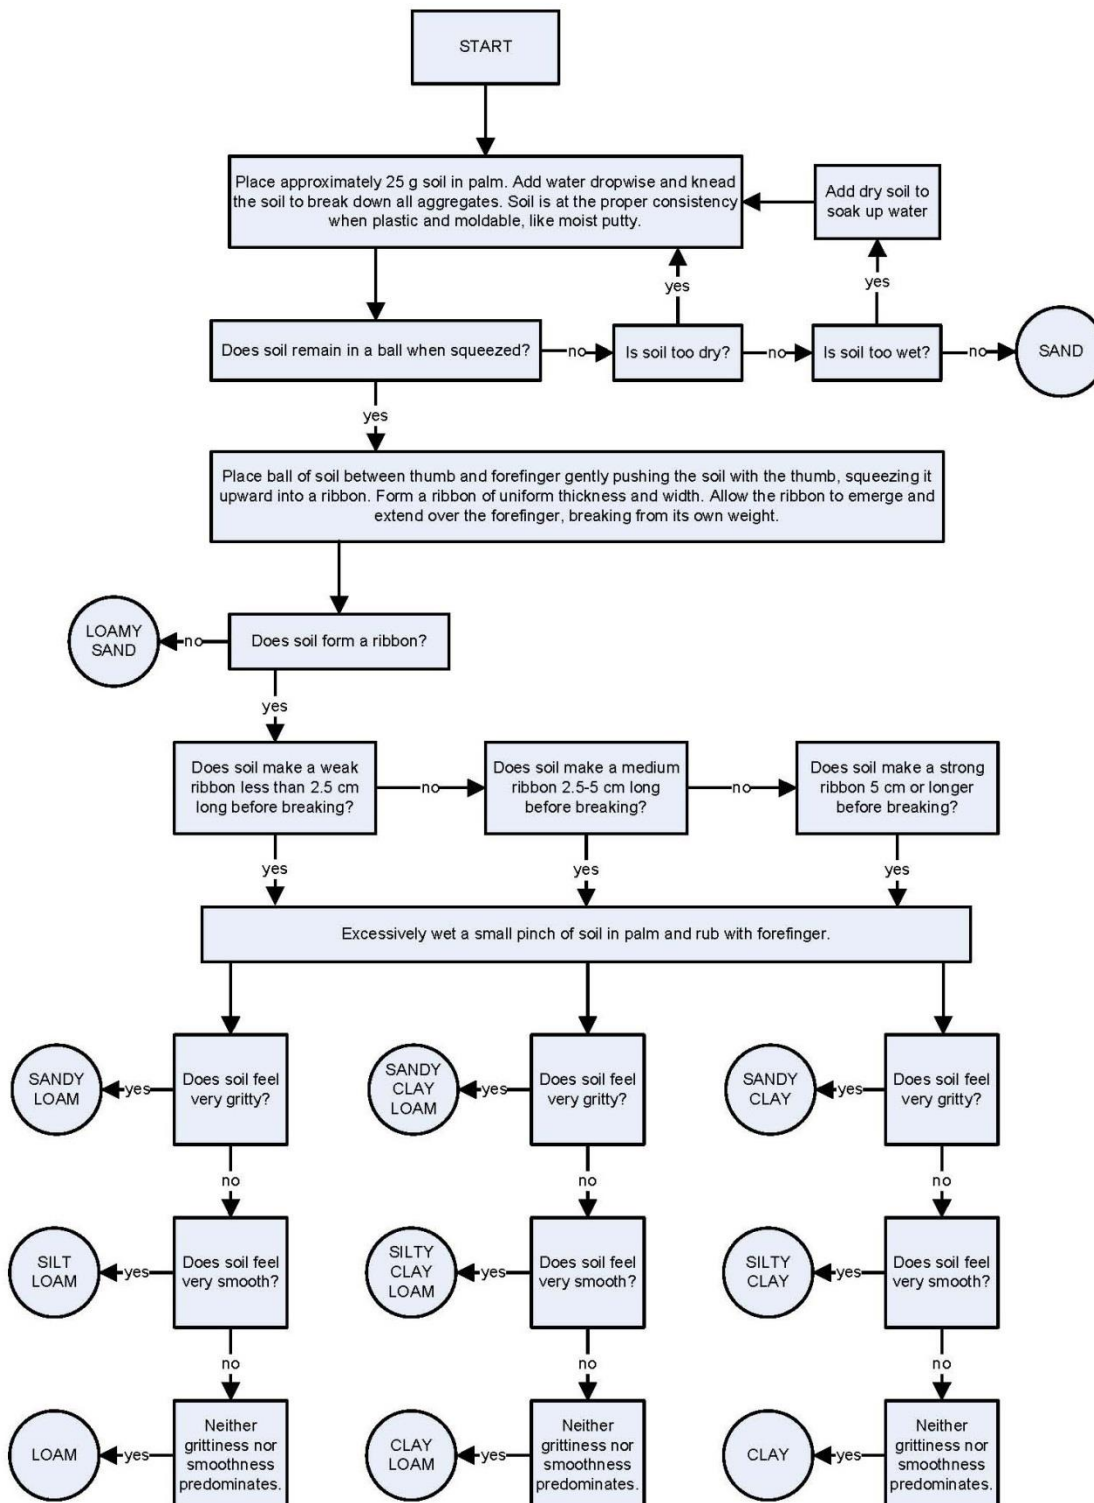 START
Place approximately 25 g soil in palm. Add water dropwise and knead
the soil to break down all aggregates. Soil is at the proper consistency
when plastic and moldable, like moist putty.
Add dry soil to
soak up water
yes
yes
Does soil remain in a ball when squeezed?
no
Is soil too dry?
no
Is soil too wet?
no
SAND
yes
Place ball of soil between thumb and forefinger gently pushing the soil with the thumb, squeezing it
upward into a ribbon. Form a ribbon of uniform thickness and width. Allow the ribbon to emerge and
extend over the forefinger, breaking from its own weight.
LOAMY
SAND
no
Does soil form a ribbon?
yes
Does soil make a weak
ribbon less than 2.5 cm
long before breaking?
no
Does soil make a medium
ribbon 2.5-5 cm long
before breaking?
no
Does soil make a strong
ribbon 5 cm or longer
before breaking?
yes
yes
yes
Excessively wet a small pinch of soil in palm and rub with forefinger.
SANDY
LOAM
yes
Does soil feel
very gritty?
SANDY
CLAY
LOAM
yes
Does soil feel
very gritty?
SANDY
CLAY
yes
Does soil feel
very gritty?
no
no
no
SILT
LOAM
yes
Does soil feel
very smooth?
SILTY
CLAY
LOAM
yes
Does soil feel
very smooth?
SILTY
CLAY
yes
Does soil feel
very smooth?
no
no
no
LOAM
yes
Neither
grittiness nor
smoothness
predominates.
CLAY
LOAM
yes
Neither
grittiness nor
smoothness
predominates.
CLAY
yes
Neither
grittiness nor
smoothness
predominates.